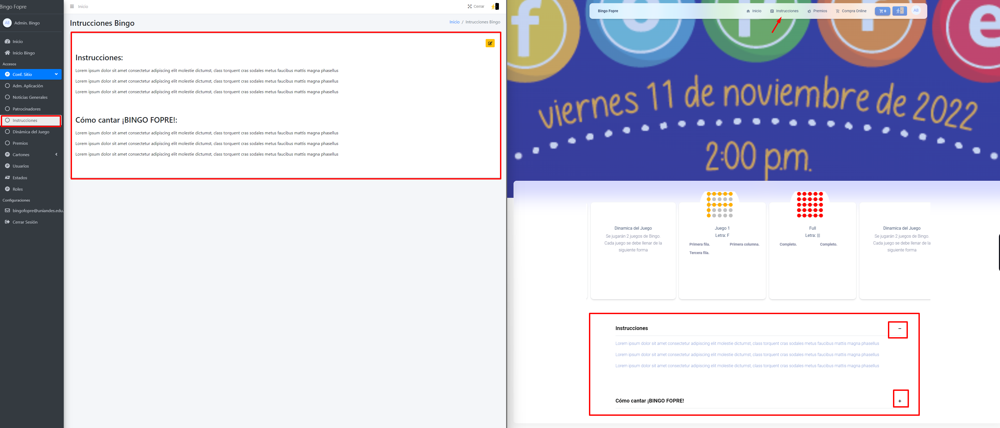 Bingo Fopre
AB Admin. Bingo
Inicio
Inicio Bingo
Accesos
Conf. Sitio
Adm. Aplicación
Noticias Generales
Patrocinadores
Instrucciones
Dinámica del Juego
Premios
Cartones
Usuarios
Estados
Roles
Configuraciones
bingofopre@uniandes.edu.
Cerrar Sesión
Inicio
Cerrar
Intrucciones Bingo
Inicio / Intrucciones Bingo
Instrucciones:
Lorem ipsum dolor sit amet consectetur adipiscing elit molestie dictumst, class torquent cras sodales metus faucibus mattis magna phasellus
Lorem ipsum dolor sit amet consectetur adipiscing elit molestie dictumst, class torquent cras sodales metus faucibus mattis magna phasellus
Lorem ipsum dolor sit amet consectetur adipiscing elit molestie dictumst, class torquent cras sodales metus faucibus mattis magna phasellus
Cómo cantar ¡BINGO FOPRE!:
Lorem ipsum dolor sit amet consectetur adipiscing elit molestie dictumst, class torquent cras sodales metus faucibus mattis magna phasellus
Lorem ipsum dolor sit amet consectetur adipiscing elit molestie dictumst, class torquent cras sodales metus faucibus mattis magna phasellus
Lorem ipsum dolor sit amet consectetur adipiscing elit molestie dictumst, class torquent cras sodales metus faucibus mattis magna phasellus
Bingo Fopre Inicio Instrucciones Premios Compra Online 0 AB
f o p r e
viernes 11 de noviembre de 2022
2:00 p.m.
Dinamica del Juego
Se jugarán 2 juegos de Bingo.
Cada juego se debe llenar de la
siguiente forma
Juego 1
Letra: F
Primera fila. Primera columna.
Tercera fila.
Full
Letra: |||
Completo. Completo.
Dinamica del Juego
Se jugarán 2 juegos de Bingo.
Cada juego se debe llenar de la
siguiente forma
Instrucciones −
Lorem ipsum dolor sit amet consectetur adipiscing elit molestie dictumst, class torquent cras sodales metus faucibus mattis magna phasellus
Lorem ipsum dolor sit amet consectetur adipiscing elit molestie dictumst, class torquent cras sodales metus faucibus mattis magna phasellus
Lorem ipsum dolor sit amet consectetur adipiscing elit molestie dictumst, class torquent cras sodales metus faucibus mattis magna phasellus
Cómo cantar ¡BINGO FOPRE! +